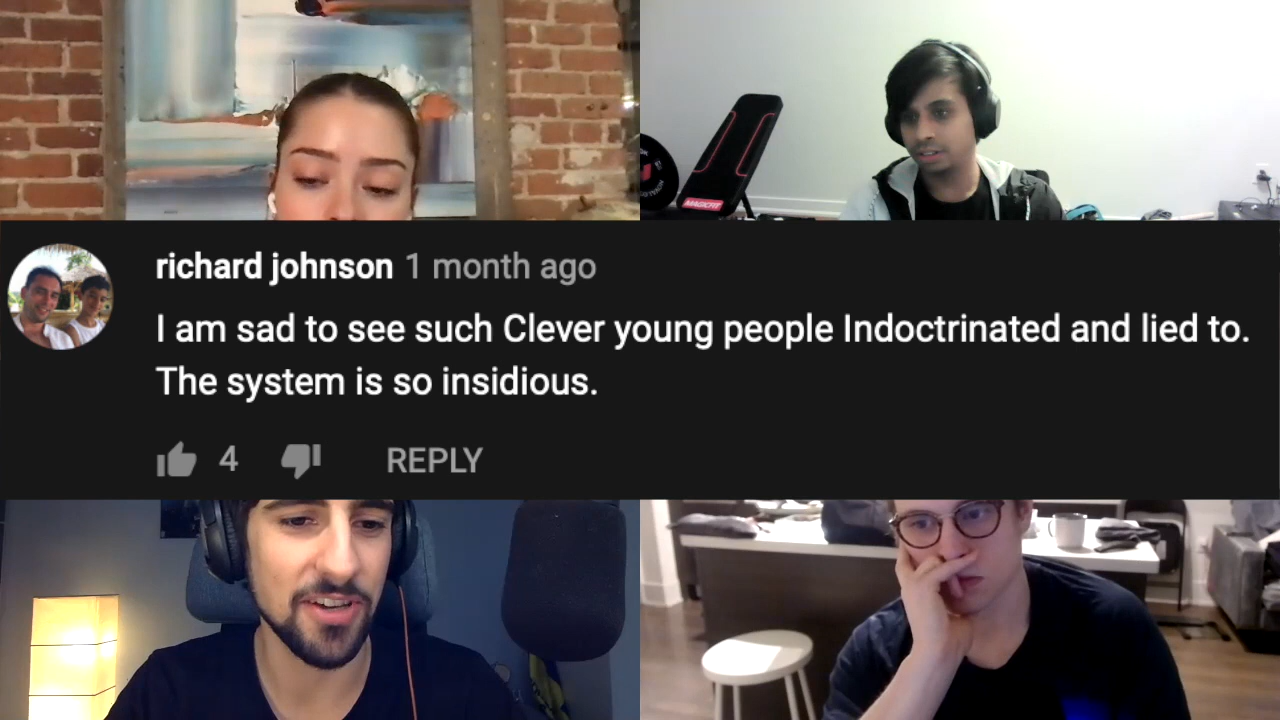 MAGICFIT
richard johnson 1 month ago
I am sad to see such Clever young people Indoctrinated and lied to.
The system is so insidious.
4
REPLY